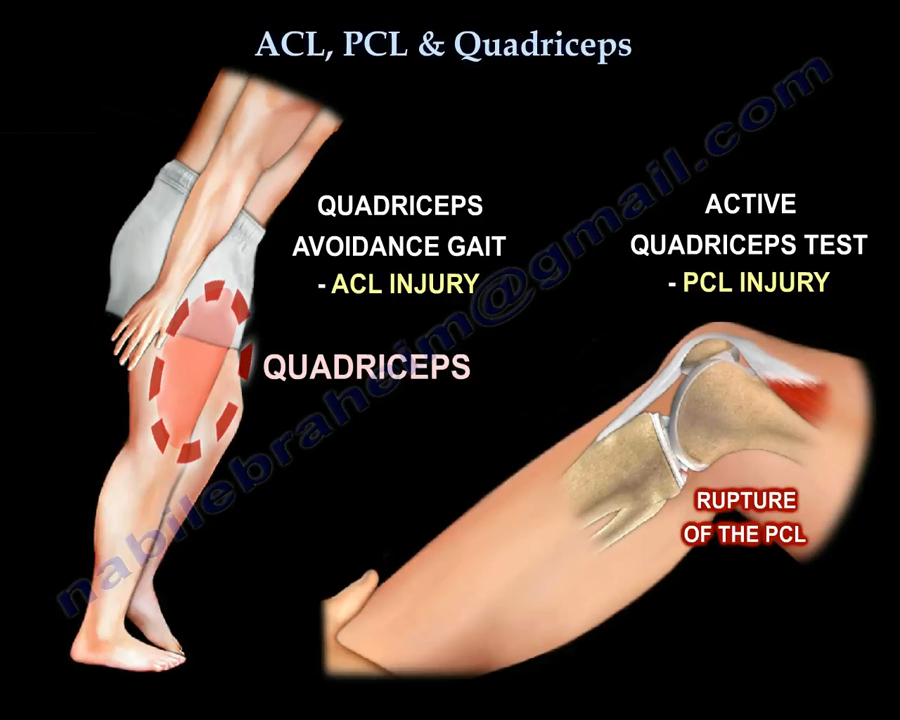 ACL, PCL & Quadriceps
QUADRICEPS
AVOIDANCE GAIT
- ACL INJURY
ACTIVE
QUADRICEPS TEST
- PCL INJURY
QUADRICEPS
RUPTURE
OF THE PCL
nabilebraheim@gmail.com